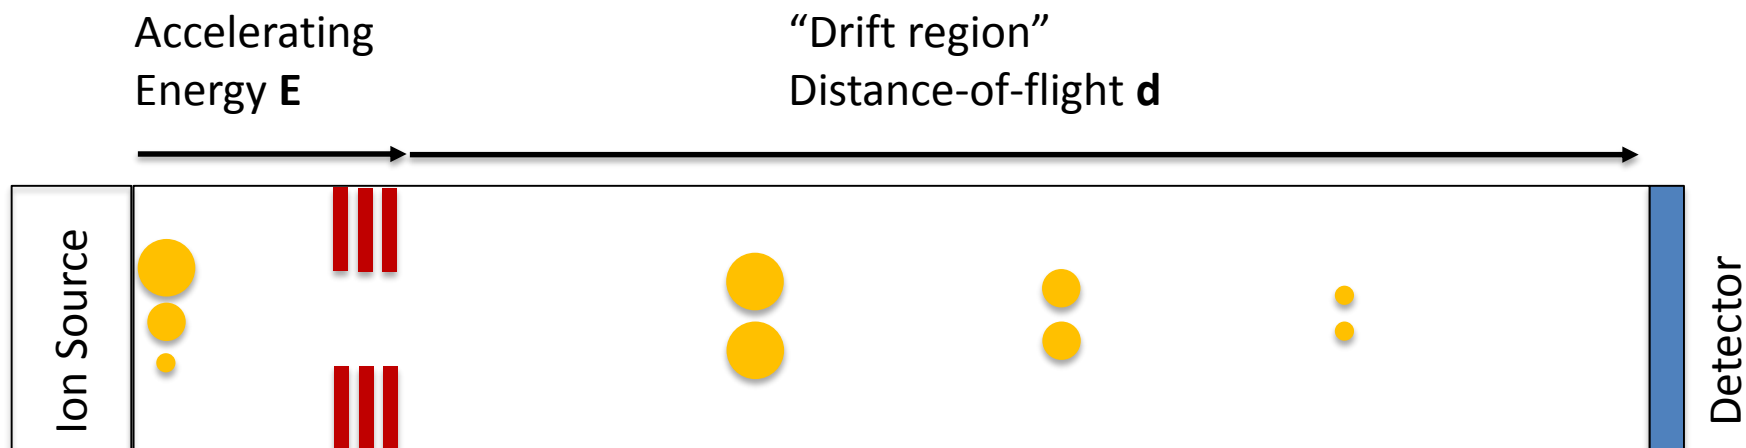 Accelerating
Energy E
“Drift region”
Distance-of-flight d
Ion Source
Detector